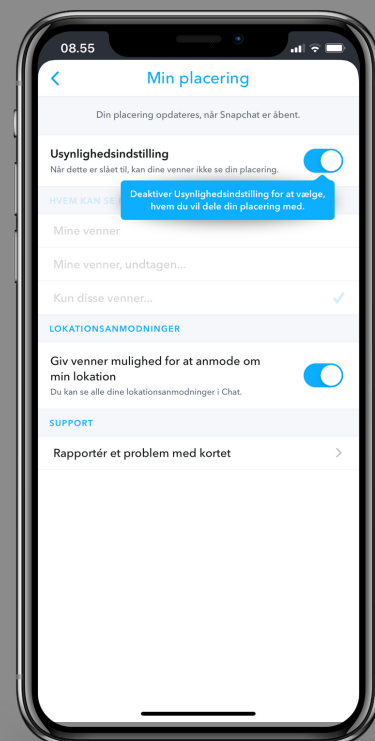 08.55
Min placering
Din placering opdateres, når Snapchat er åbent.
Usynlighedsindstilling
Når dette er slået til, kan dine venner ikke se din placering.
Deaktiver Usynlighedsindstilling for at vælge,
hvem du vil dele din placering med.
HVEM KAN SE
Mine venner
Mine venner, undtagen...
Kun disse venner...
LOKATIONSANMODNINGER
Giv venner mulighed for at anmode om
min lokation
Du kan se alle dine lokationsanmodninger i Chat.
SUPPORT
Rapportér et problem med kortet